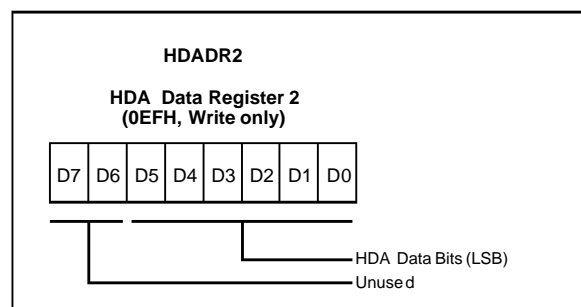 HDADR2
HDA Data Register 2
(0EFH, Write only)
D7 D6 D5 D4 D3 D2 D1 D0
HDA Data Bits (LSB)
Unused